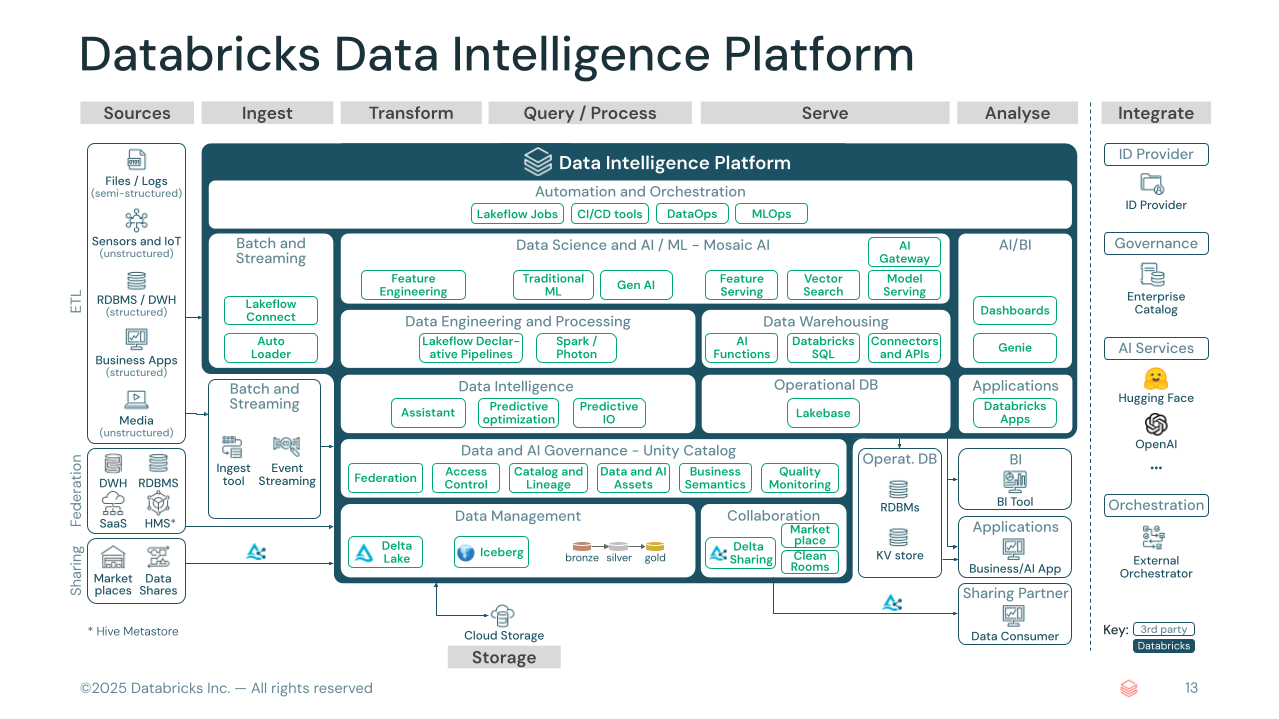 Databricks Data Intelligence Platform
Sources
Ingest
Transform
Query / Process
Serve
Analyse
Integrate
ETL
Files / Logs
(semi-structured)
Sensors and IoT
(unstructured)
RDBMS / DWH
(structured)
Business Apps
(structured)
Media
(unstructured)
Federation
DWH
RDBMS
SaaS
HMS*
Sharing
Market
places
Data
Shares
* Hive Metastore
Data Intelligence Platform
Automation and Orchestration
Lakeflow Jobs
CI/CD tools
DataOps
MLOps
Batch and
Streaming
Lakeflow
Connect
Auto
Loader
Batch and
Streaming
Ingest
tool
Event
Streaming
Data Science and AI / ML - Mosaic AI
Feature
Engineering
Traditional
ML
Gen AI
Feature
Serving
Vector
Search
AI
Gateway
Model
Serving
Data Engineering and Processing
Lakeflow Declar-
ative Pipelines
Spark /
Photon
Data Warehousing
AI
Functions
Databricks
SQL
Connectors
and APIs
Data Intelligence
Assistant
Predictive
optimization
Predictive
IO
Operational DB
Lakebase
AI/BI
Dashboards
Genie
Applications
Databricks
Apps
Data and AI Governance - Unity Catalog
Federation
Access
Control
Catalog and
Lineage
Data and AI
Assets
Business
Semantics
Quality
Monitoring
Data Management
Delta
Lake
Iceberg
bronze
silver
gold
Collaboration
Delta
Sharing
Market
place
Clean
Rooms
Operat. DB
RDBMs
KV store
BI
BI Tool
Applications
Business/AI App
Sharing Partner
Data Consumer
Cloud Storage
Storage
ID Provider
ID Provider
Governance
Enterprise
Catalog
AI Services
Hugging Face
OpenAI
...
Orchestration
External
Orchestrator
Key:
3rd party
Databricks
©2025 Databricks Inc. — All rights reserved
13